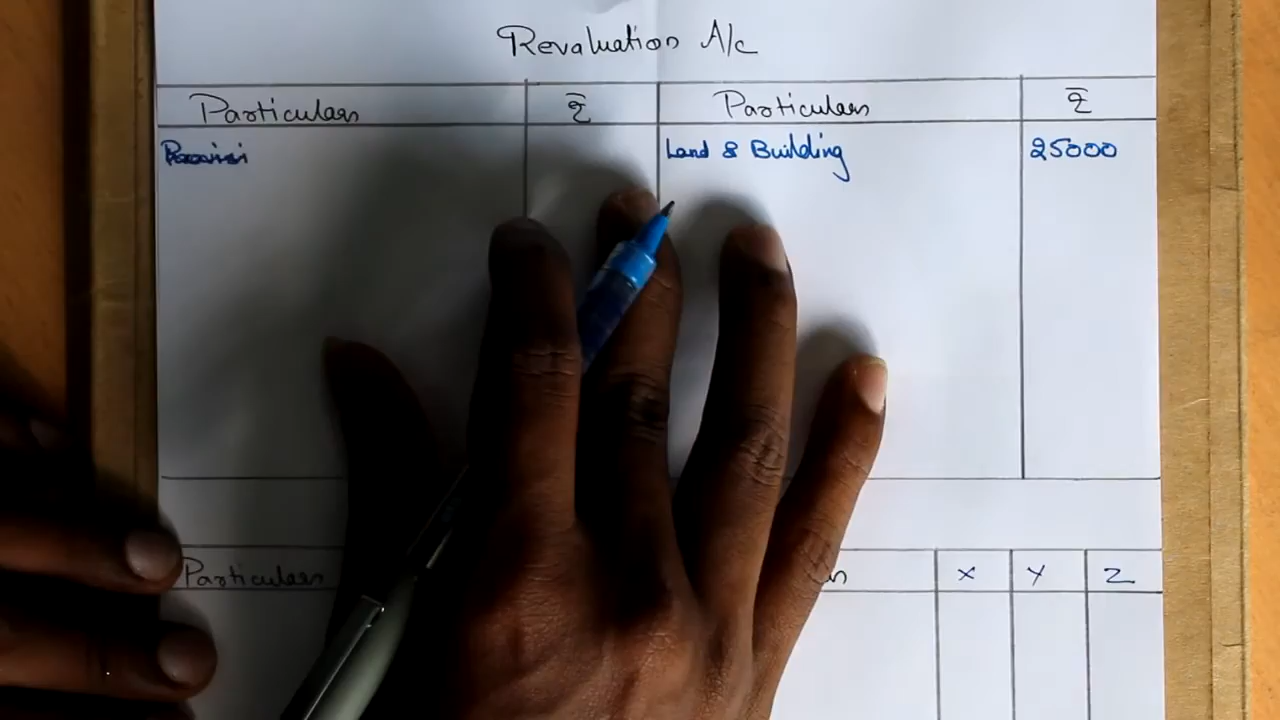 Revaluation A/c
Particulars ₹ Particulars ₹
Land & Building 25000
Particulars X Y Z